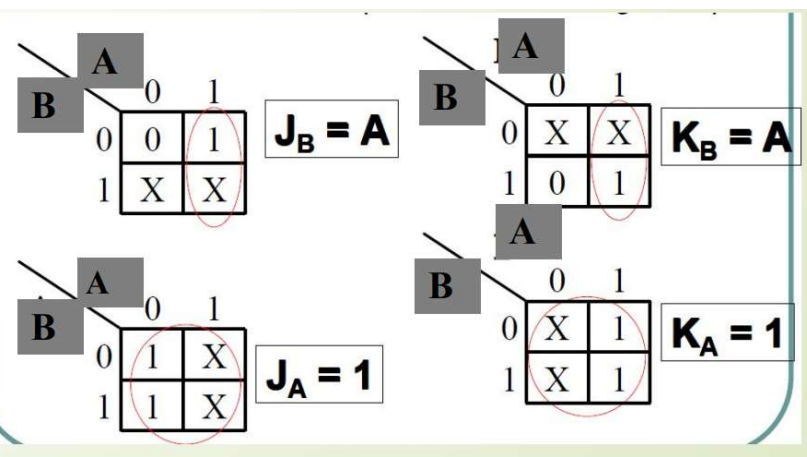 A
B
0 1
0 0 1
1 X X
J_B = A
A
B
0 1
0 X X
1 0 1
K_B = A
A
B
0 1
0 1 X
1 1 X
J_A = 1
A
B
0 1
0 X 1
1 X 1
K_A = 1